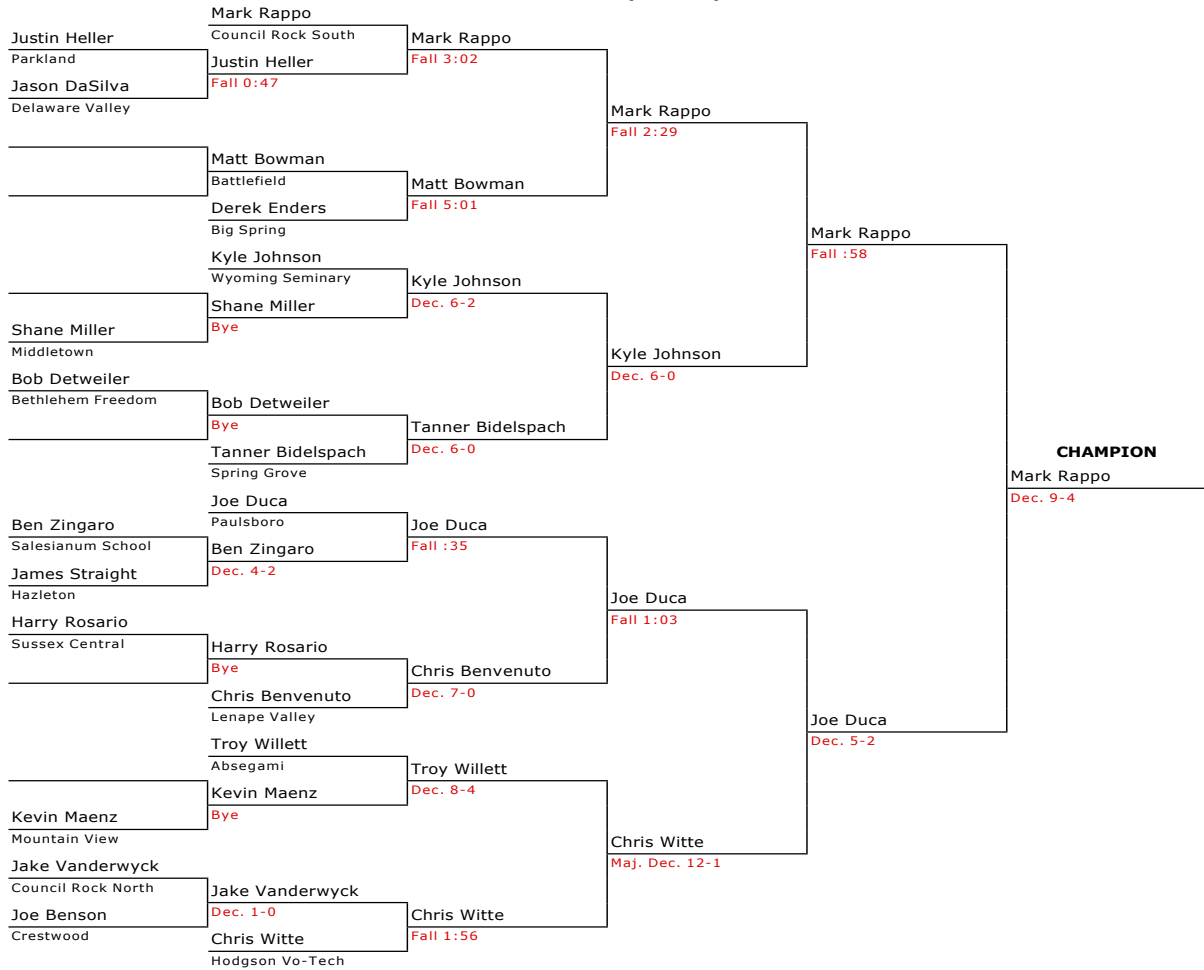 Mark Rappo
Justin Heller
Council Rock South
Mark Rappo
Parkland
Justin Heller
Fall 3:02
Jason DaSilva
Fall 0:47
Delaware Valley
Mark Rappo
Fall 2:29
Matt Bowman
Battlefield
Matt Bowman
Derek Enders
Fall 5:01
Big Spring
Mark Rappo
Fall :58
Kyle Johnson
Wyoming Seminary
Kyle Johnson
Shane Miller
Dec. 6-2
Shane Miller
Bye
Middletown
Kyle Johnson
Dec. 6-0
Bob Detweiler
Bethlehem Freedom
Bob Detweiler
Bye
Tanner Bidelspach
Tanner Bidelspach
Dec. 6-0
Spring Grove
CHAMPION
Mark Rappo
Dec. 9-4
Joe Duca
Ben Zingaro
Paulsboro
Joe Duca
Salesianum School
Ben Zingaro
Fall :35
James Straight
Dec. 4-2
Hazleton
Joe Duca
Fall 1:03
Harry Rosario
Sussex Central
Harry Rosario
Bye
Chris Benvenuto
Chris Benvenuto
Dec. 7-0
Lenape Valley
Joe Duca
Dec. 5-2
Troy Willett
Absegami
Troy Willett
Kevin Maenz
Dec. 8-4
Kevin Maenz
Bye
Mountain View
Chris Witte
Maj. Dec. 12-1
Jake Vanderwyck
Council Rock North
Jake Vanderwyck
Joe Benson
Dec. 1-0
Chris Witte
Crestwood
Chris Witte
Fall 1:56
Hodgson Vo-Tech